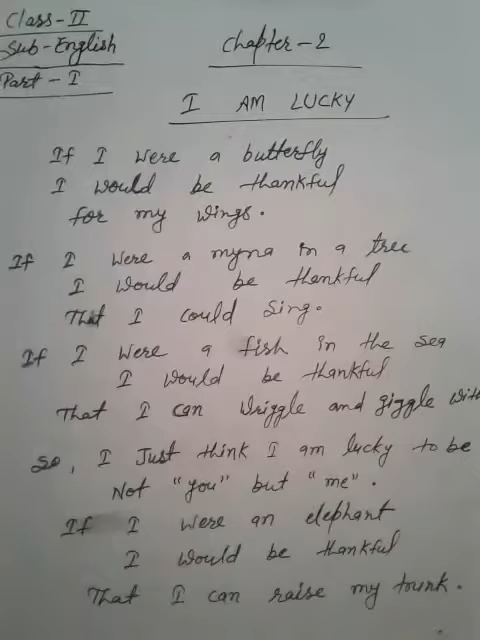 Class-II
Sub-English
Part-I
Chapter-2
I AM LUCKY
If I were a butterfly
I would be thankful
for my wings.
If I were a myna in a tree
I would be thankful
That I could sing.
If I were a fish in the sea
I would be thankful
That I can Wriggle and giggle with
So, I Just think I am lucky to be
Not "you" but "me".
If I were an elephant
I would be thankful
That I can raise my trunk.